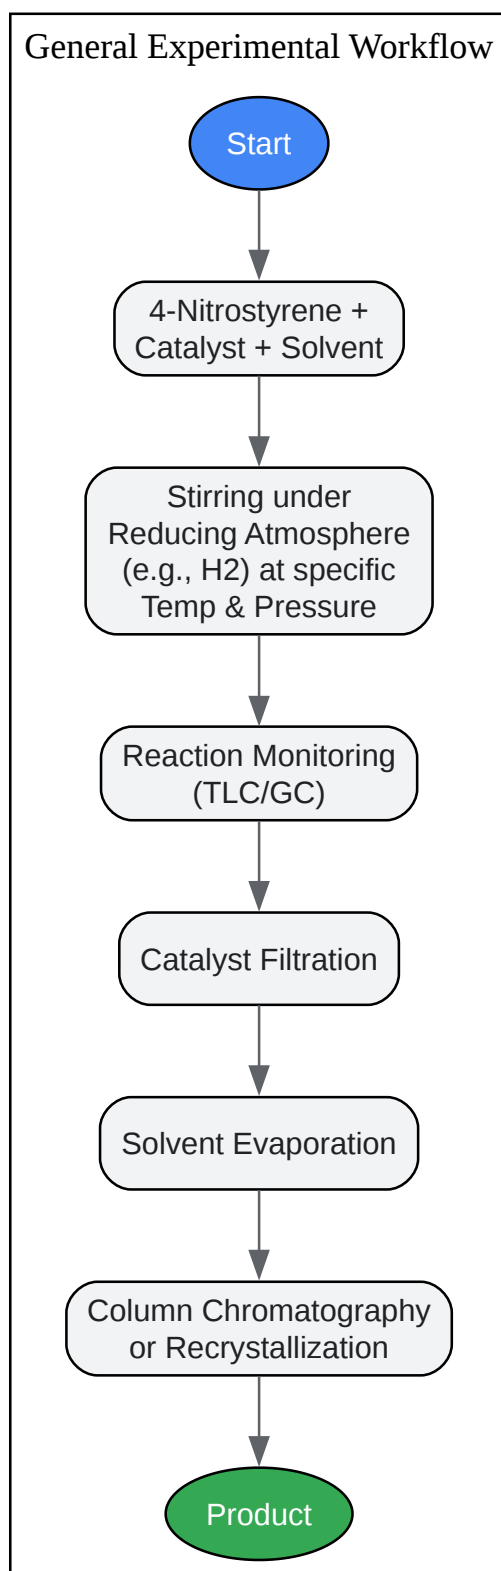 General Experimental Workflow
Start
4-Nitrostyrene +
Catalyst + Solvent
Stirring under
Reducing Atmosphere
(e.g., H2) at specific
Temp & Pressure
Reaction Monitoring
(TLC/GC)
Catalyst Filtration
Solvent Evaporation
Column Chromatography
or Recrystallization
Product